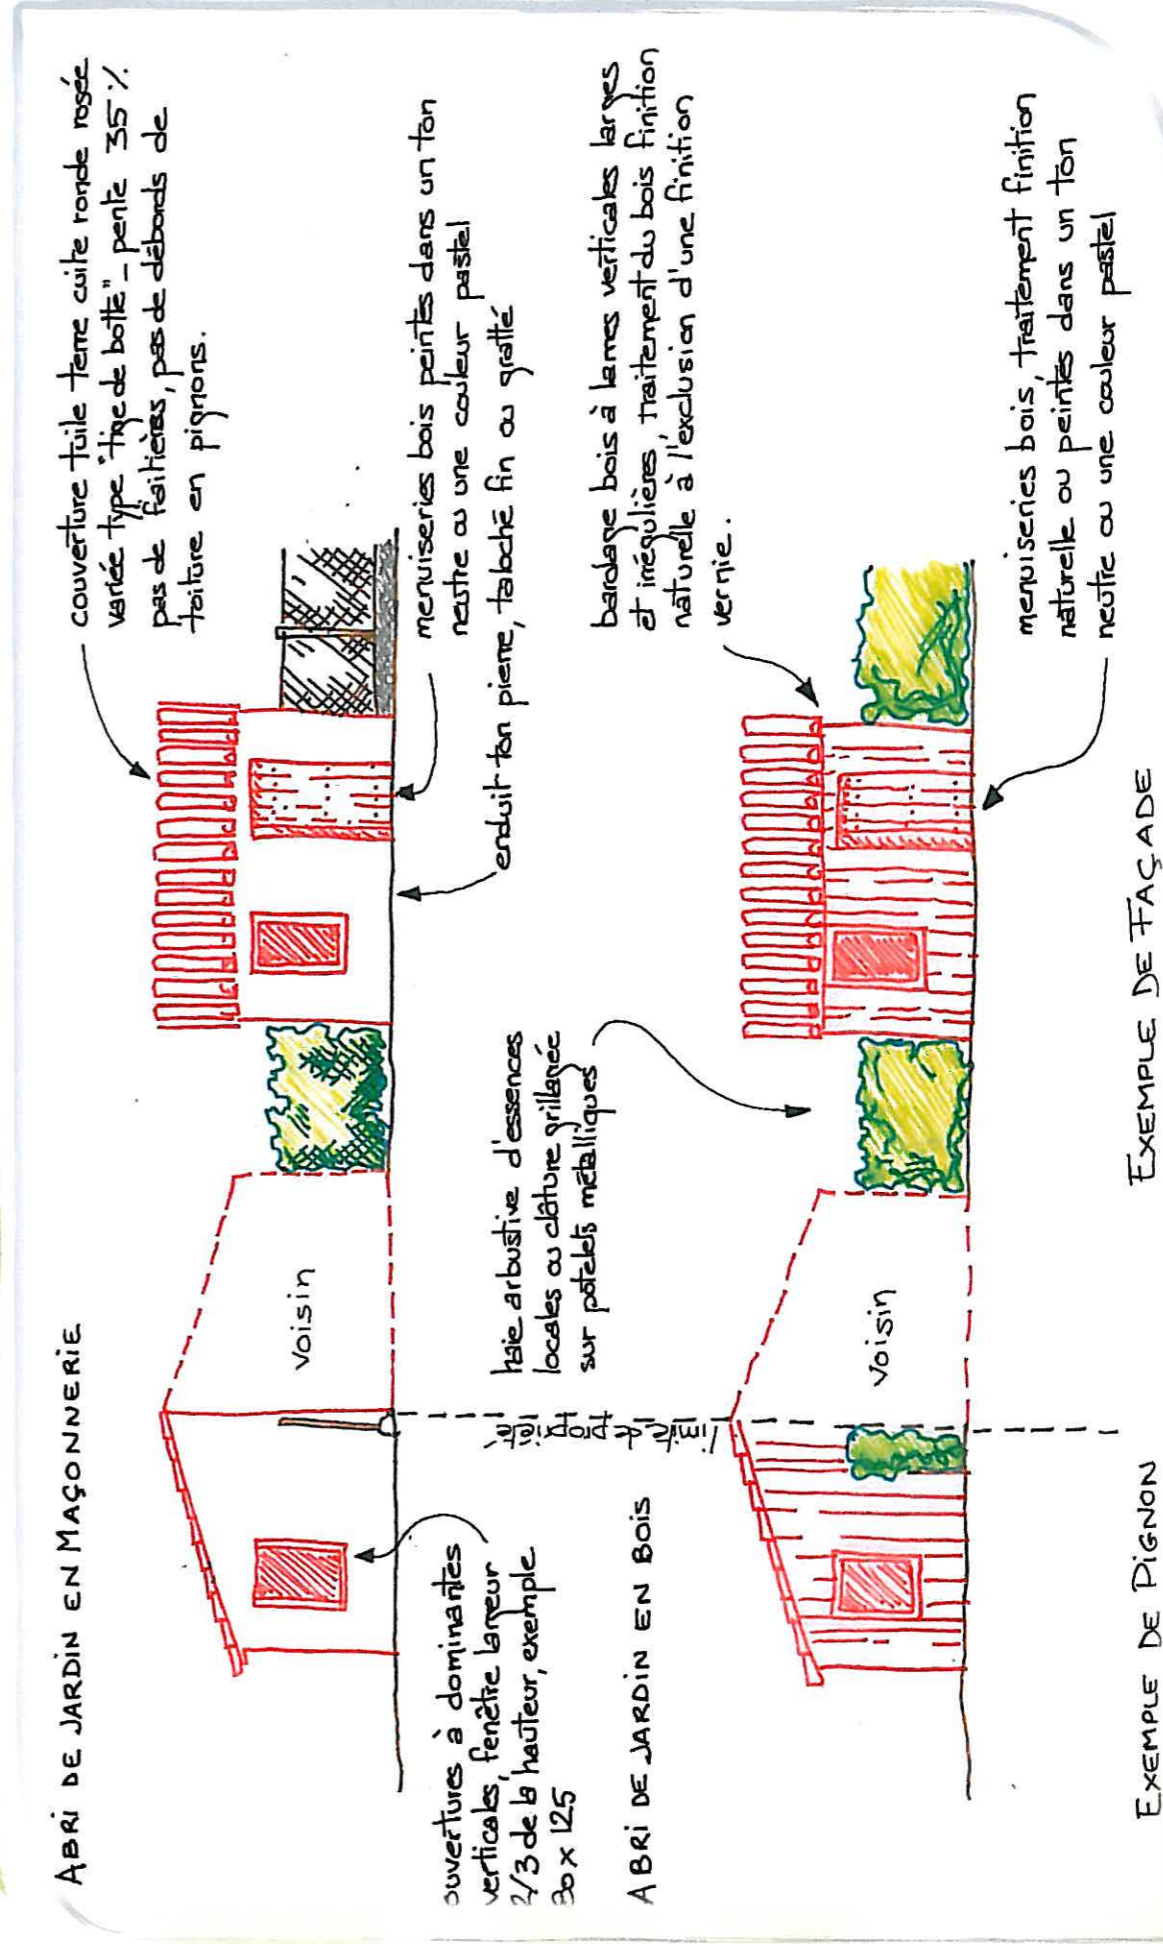 ABRI DE JARDIN EN MAÇONNERIE
couverture tuile terre cuite ronde rosée
variée type "tige de botte" - pente 35%
pas de faîtières, pas de débords de
toiture en pignons.
voisin
menuiseries bois peintes dans un ton
neutre ou une couleur pastel
enduit ton pierre, taloché fin ou gratté
ouvertures à dominantes
verticales, fenêtre largeur
2/3 de la hauteur, exemple
80 x 125
limite de propriété
haie arbustive d'essences
locales ou clôture grillagée
sur potelets métalliques
ABRI DE JARDIN EN BOIS
bardage bois à lames verticales larges
et irrégulières, traitement du bois finition
naturelle à l'exclusion d'une finition
vernie.
voisin
menuiseries bois, traitement finition
naturelle ou peintes dans un ton
neutre ou une couleur pastel
EXEMPLE DE PIGNON
EXEMPLE DE FAÇADE